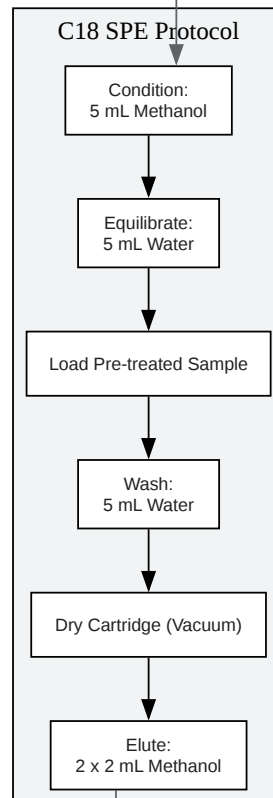 C18 SPE Protocol
Condition:
5 mL Methanol
Equilibrate:
5 mL Water
Load Pre-treated Sample
Wash:
5 mL Water
Dry Cartridge (Vacuum)
Elute:
2 x 2 mL Methanol